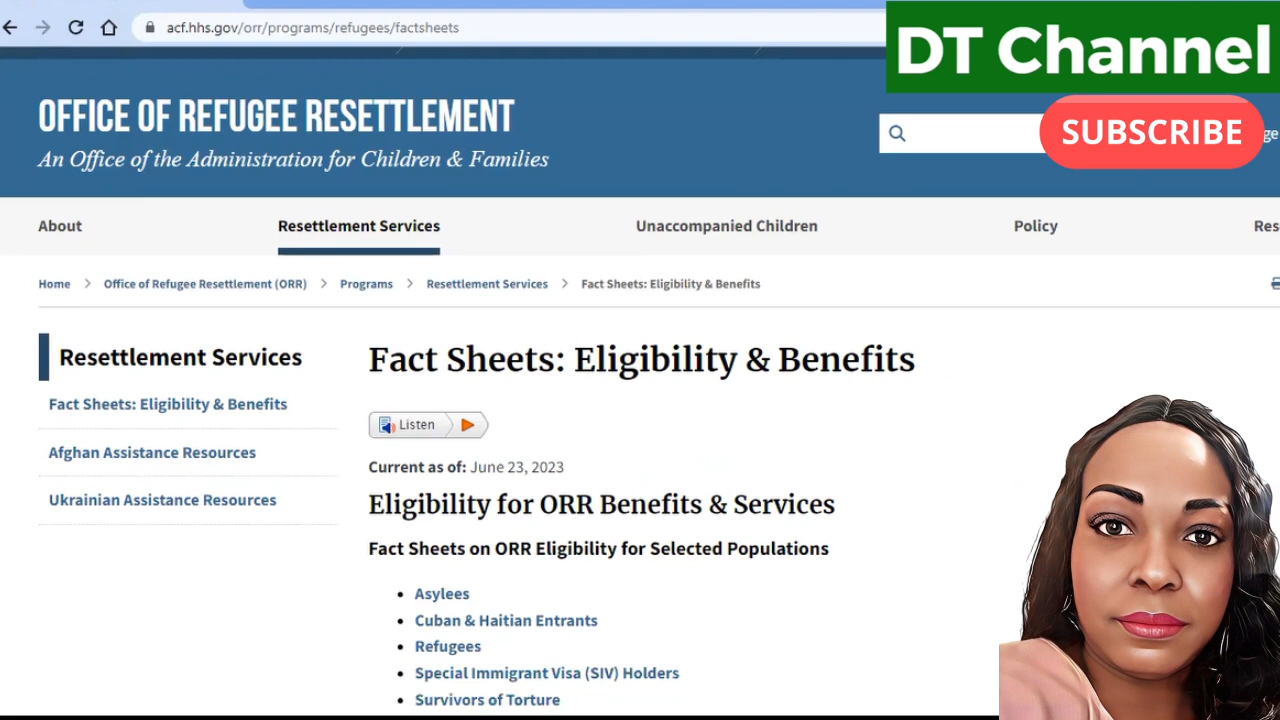 acf.hhs.gov/orr/programs/refugees/factsheets
DT Channel
OFFICE OF REFUGEE RESETTLEMENT
SUBSCRIBE
ge
An Office of the Administration for Children & Families
About Resettlement Services Unaccompanied Children Policy Res
Home > Office of Refugee Resettlement (ORR) > Programs > Resettlement Services > Fact Sheets: Eligibility & Benefits
Resettlement Services
Fact Sheets: Eligibility & Benefits
Afghan Assistance Resources
Ukrainian Assistance Resources
Fact Sheets: Eligibility & Benefits
Listen
Current as of: June 23, 2023
Eligibility for ORR Benefits & Services
Fact Sheets on ORR Eligibility for Selected Populations
• Asylees
• Cuban & Haitian Entrants
• Refugees
• Special Immigrant Visa (SIV) Holders
• Survivors of Torture